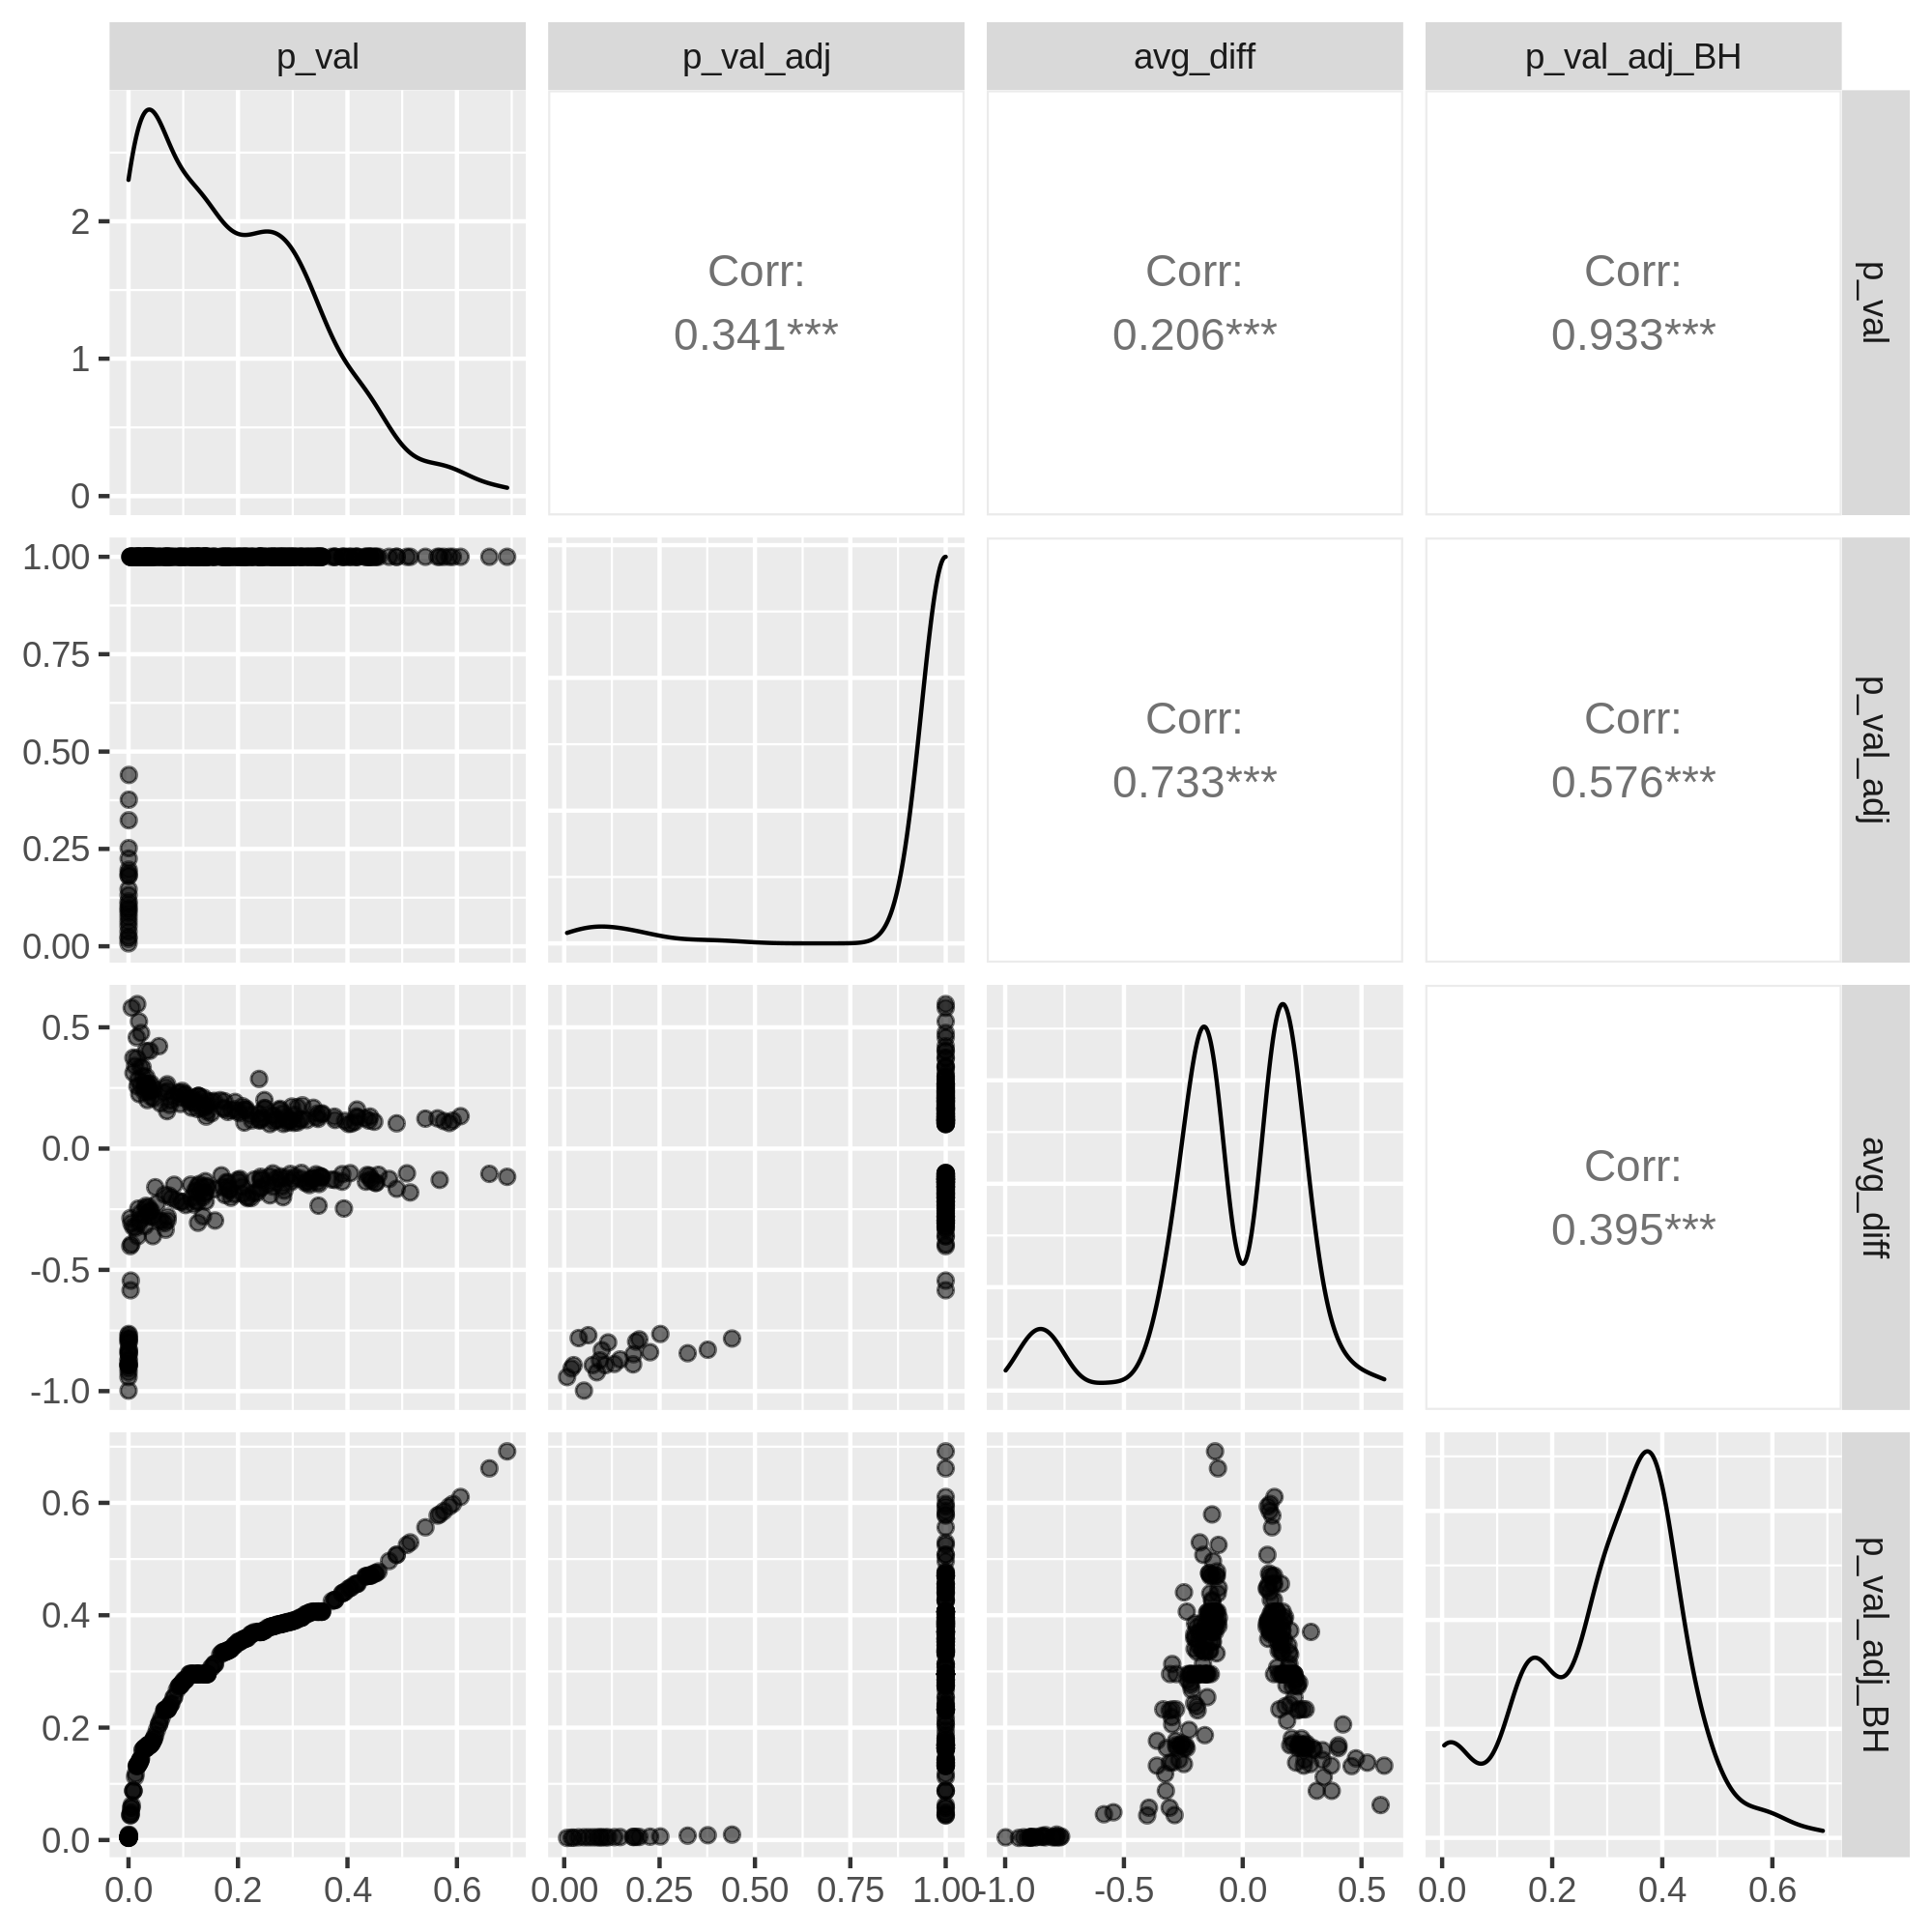 p_val
p_val_adj
avg_diff
p_val_adj_BH
2
1
0
Corr:
0.341***
Corr:
0.206***
Corr:
0.933***
p_val
1.00
0.75
0.50
0.25
0.00
Corr:
0.733***
Corr:
0.576***
p_val_adj
0.5
0.0
-0.5
-1.0
Corr:
0.395***
avg_diff
0.6
0.4
0.2
0.0
p_val_adj_BH
0.0 0.2 0.4 0.6
0.00 0.25 0.50 0.75 1.00
-1.0 -0.5 0.0 0.5
0.0 0.2 0.4 0.6